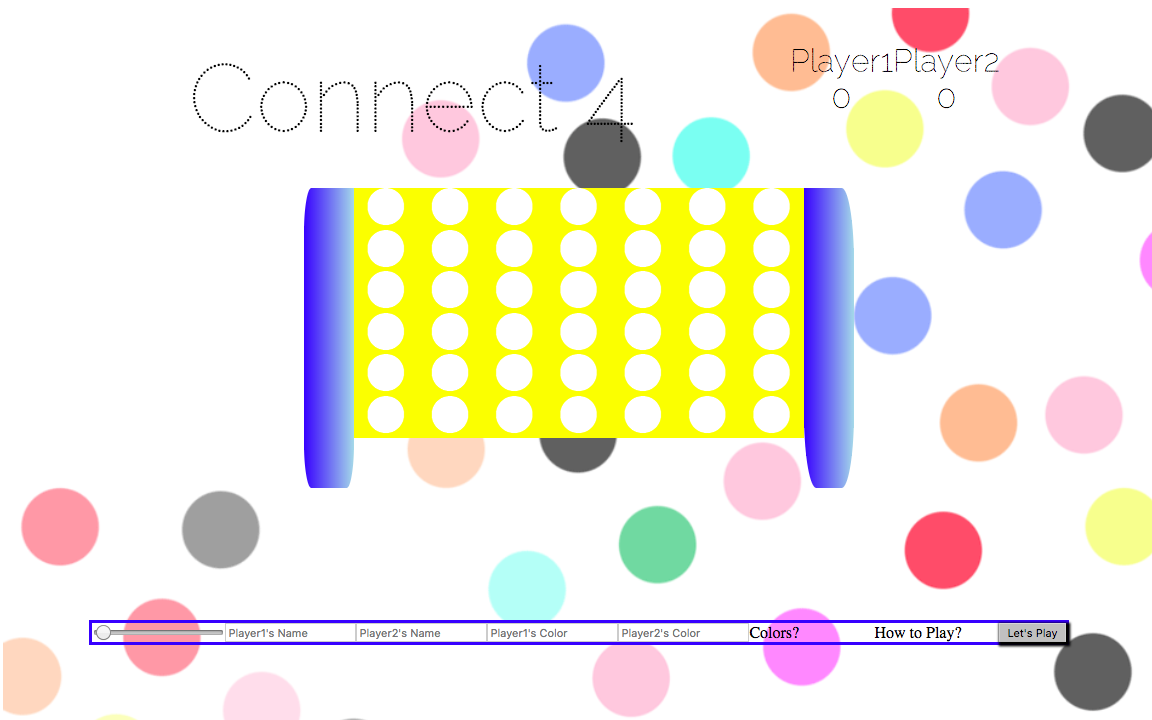 Connect 4
Player1Player2
0 0
Player1's Name Player2's Name Player1's Color Player2's Color Colors? How to Play? Let's Play